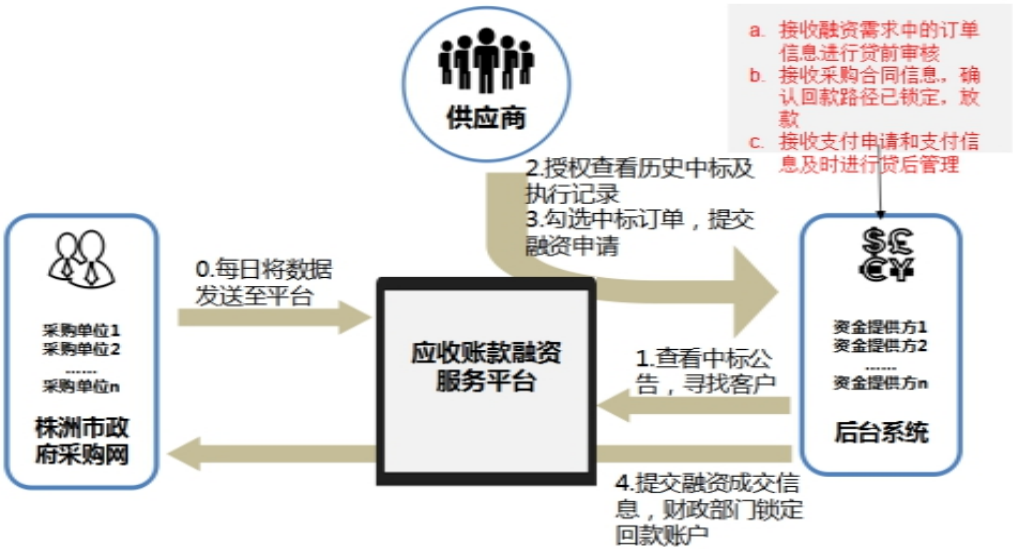 供应商
a. 接收融资需求中的订单
信息进行贷前审核
b. 接收采购合同信息，确
认回款路径已锁定，放
款
c. 接收支付申请和支付信
息及时进行贷后管理
2.授权查看历史中标及
执行记录
3.勾选中标订单，提交
融资申请
0.每日将数据
发送至平台
采购单位1
采购单位2
……
采购单位n
株洲市政
府采购网
应收账款融资
服务平台
1.查看中标公
告，寻找客户
$£
€¥
资金提供方1
资金提供方2
……
资金提供方n
后台系统
4.提交融资成交信
息，财政部门锁定
回款账户